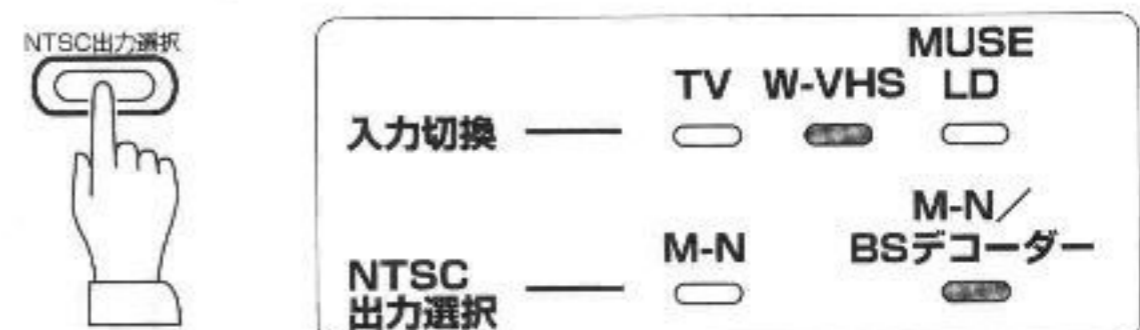 NTSC出力選択
MUSE
TV W-VHS LD
入力切換
M-N／
M-N BSデコーダー
NTSC
出力選択